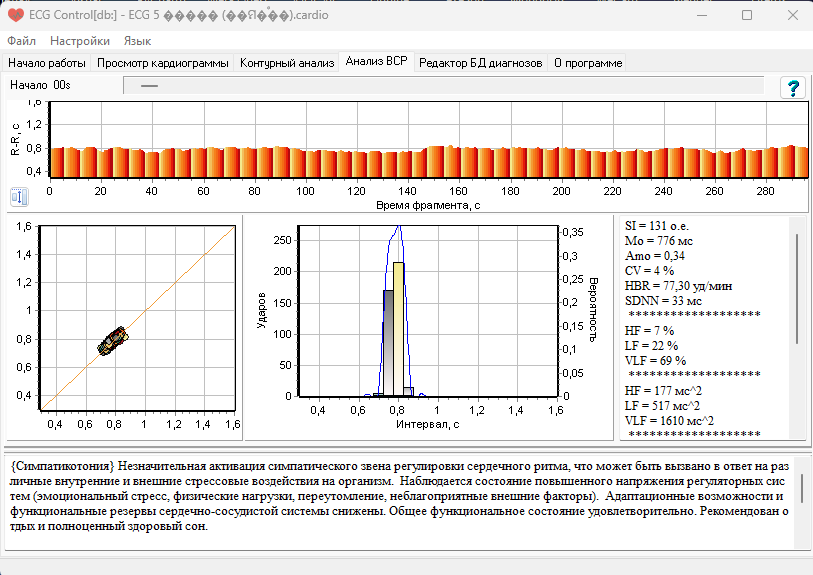 ECG Control[db:] - ECG 5 ����� (��ସ��).cardio
Файл Настройки Язык
Начало работы Просмотр кардиограммы Контурный анализ Анализ ВСР Редактор БД диагнозов О программе
Начало 00s
?
R-R, с
1,6
1,2
0,8
0,4
0 20 40 60 80 100 120 140 160 180 200 220 240 260 280
Время фрагмента, с
1,6
1,4
1,2
1
0,8
0,6
0,4
0,4 0,6 0,8 1 1,2 1,4 1,6
Ударов
250
200
150
100
50
0
0,4 0,6 0,8 1 1,2 1,4 1,6
Интервал, с
0,35
0,3
0,25
0,2
0,15
0,1
0,05
0
Вероятность
SI = 131 о.е.
Mo = 776 мс
Amo = 0,34
CV = 4 %
HBR = 77,30 уд/мин
SDNN = 33 мс
*******************
HF = 7 %
LF = 22 %
VLF = 69 %
*******************
HF = 177 мс^2
LF = 517 мс^2
VLF = 1610 мс^2
*******************
{Симпатикотония} Незначительная активация симпатического звена регулировки сердечного ритма, что может быть вызвано в ответ на раз
личные внутренние и внешние стрессовые воздействия на организм. Наблюдается состояние повышенного напряжения регуляторных сис
тем (эмоциональный стресс, физические нагрузки, переутомление, неблагоприятные внешние факторы). Адаптационные возможности и
функциональные резервы сердечно-сосудистой системы снижены. Общее функциональное состояние удовлетворительно. Рекомендован о
тдых и полноценный здоровый сон.